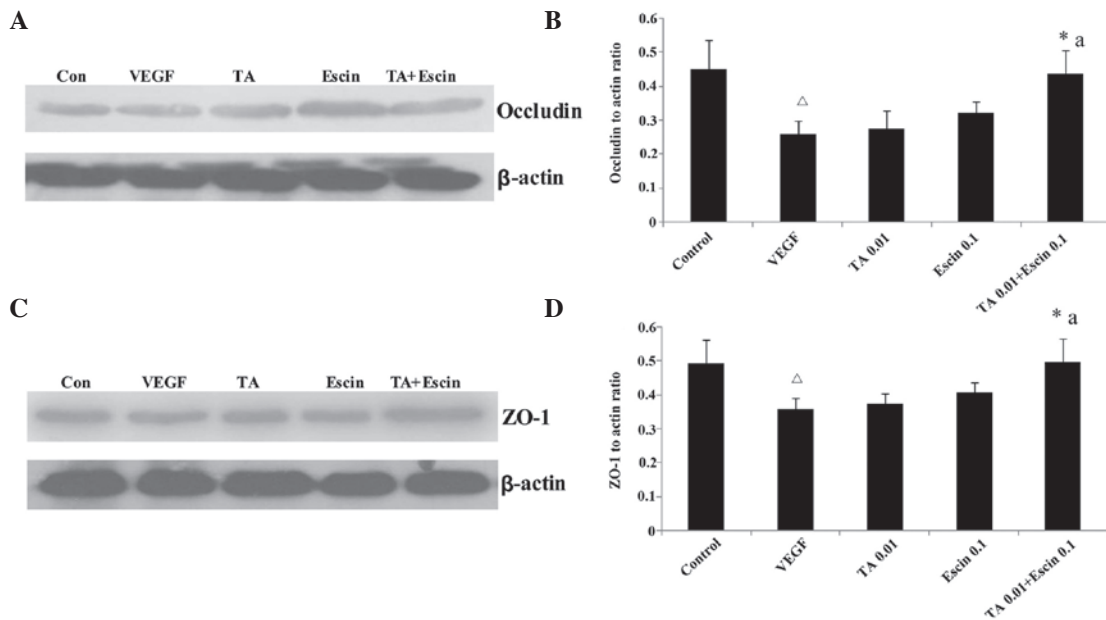 A
Con VEGF TA Escin TA+Escin
Occludin
β-actin
B
Occludin to actin ratio
0.6
0.5
0.4
0.3
0.2
0.1
0
* a
△
Control
VEGF
TA 0.01
Escin 0.1
TA 0.01+Escin 0.1
C
Con VEGF TA Escin TA+Escin
ZO-1
β-actin
D
ZO-1 to actin ratio
0.6
0.5
0.4
0.3
0.2
0.1
0
* a
△
Control
VEGF
TA 0.01
Escin 0.1
TA 0.01+Escin 0.1